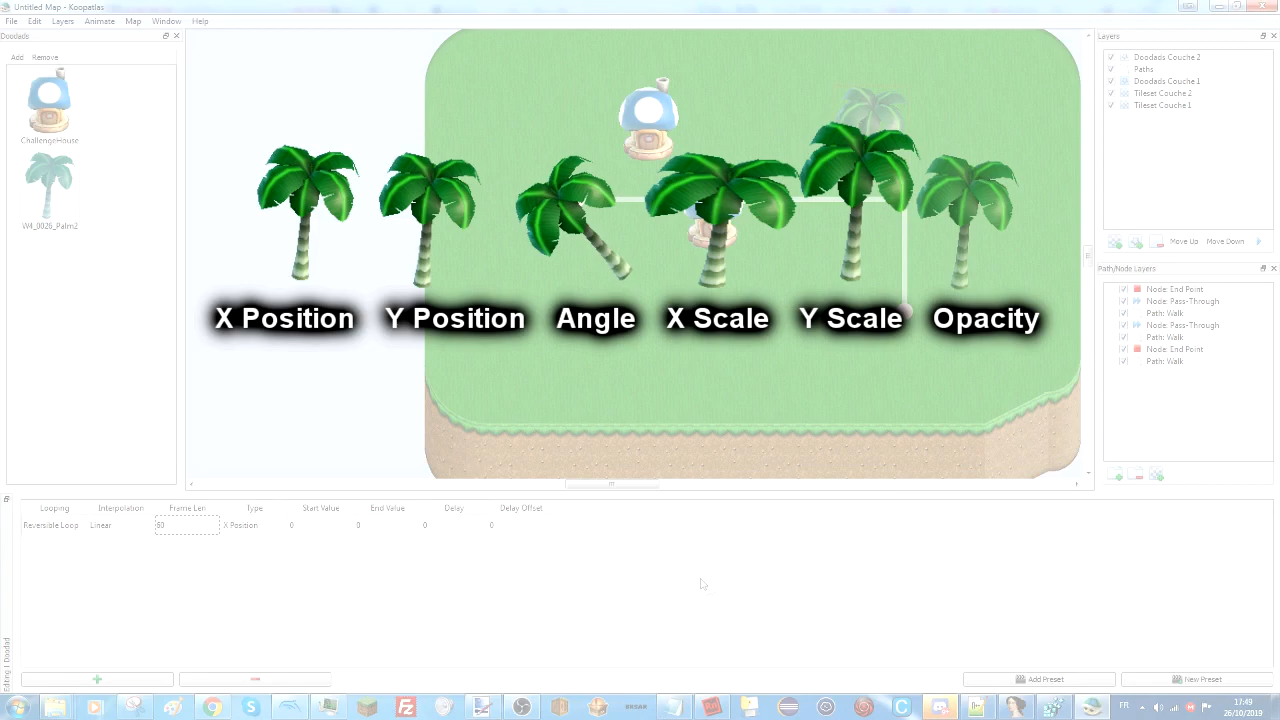 Untitled Map - Koopatlas
File Edit Layers Animate Map Window Help
Doodads
Add Remove
ChallengeHouse
W4_0026_Palm2
X Position Y Position Angle X Scale Y Scale Opacity
Layers
Doodads Couche 2
Paths
Doodads Couche 1
Tileset Couche 2
Tileset Couche 1
Move Up Move Down
Path/Node Layers
Node: End Point
Node: Pass-Through
Path: Walk
Node: Pass-Through
Path: Walk
Node: End Point
Path: Walk
Looping Interpolation Frame Len Type Start Value End Value Delay Delay Offset
Reversible Loop Linear 60 X Position 0 0 0 0
Editing 1 Doodad
Add Preset New Preset
FR
17:49
26/10/2019